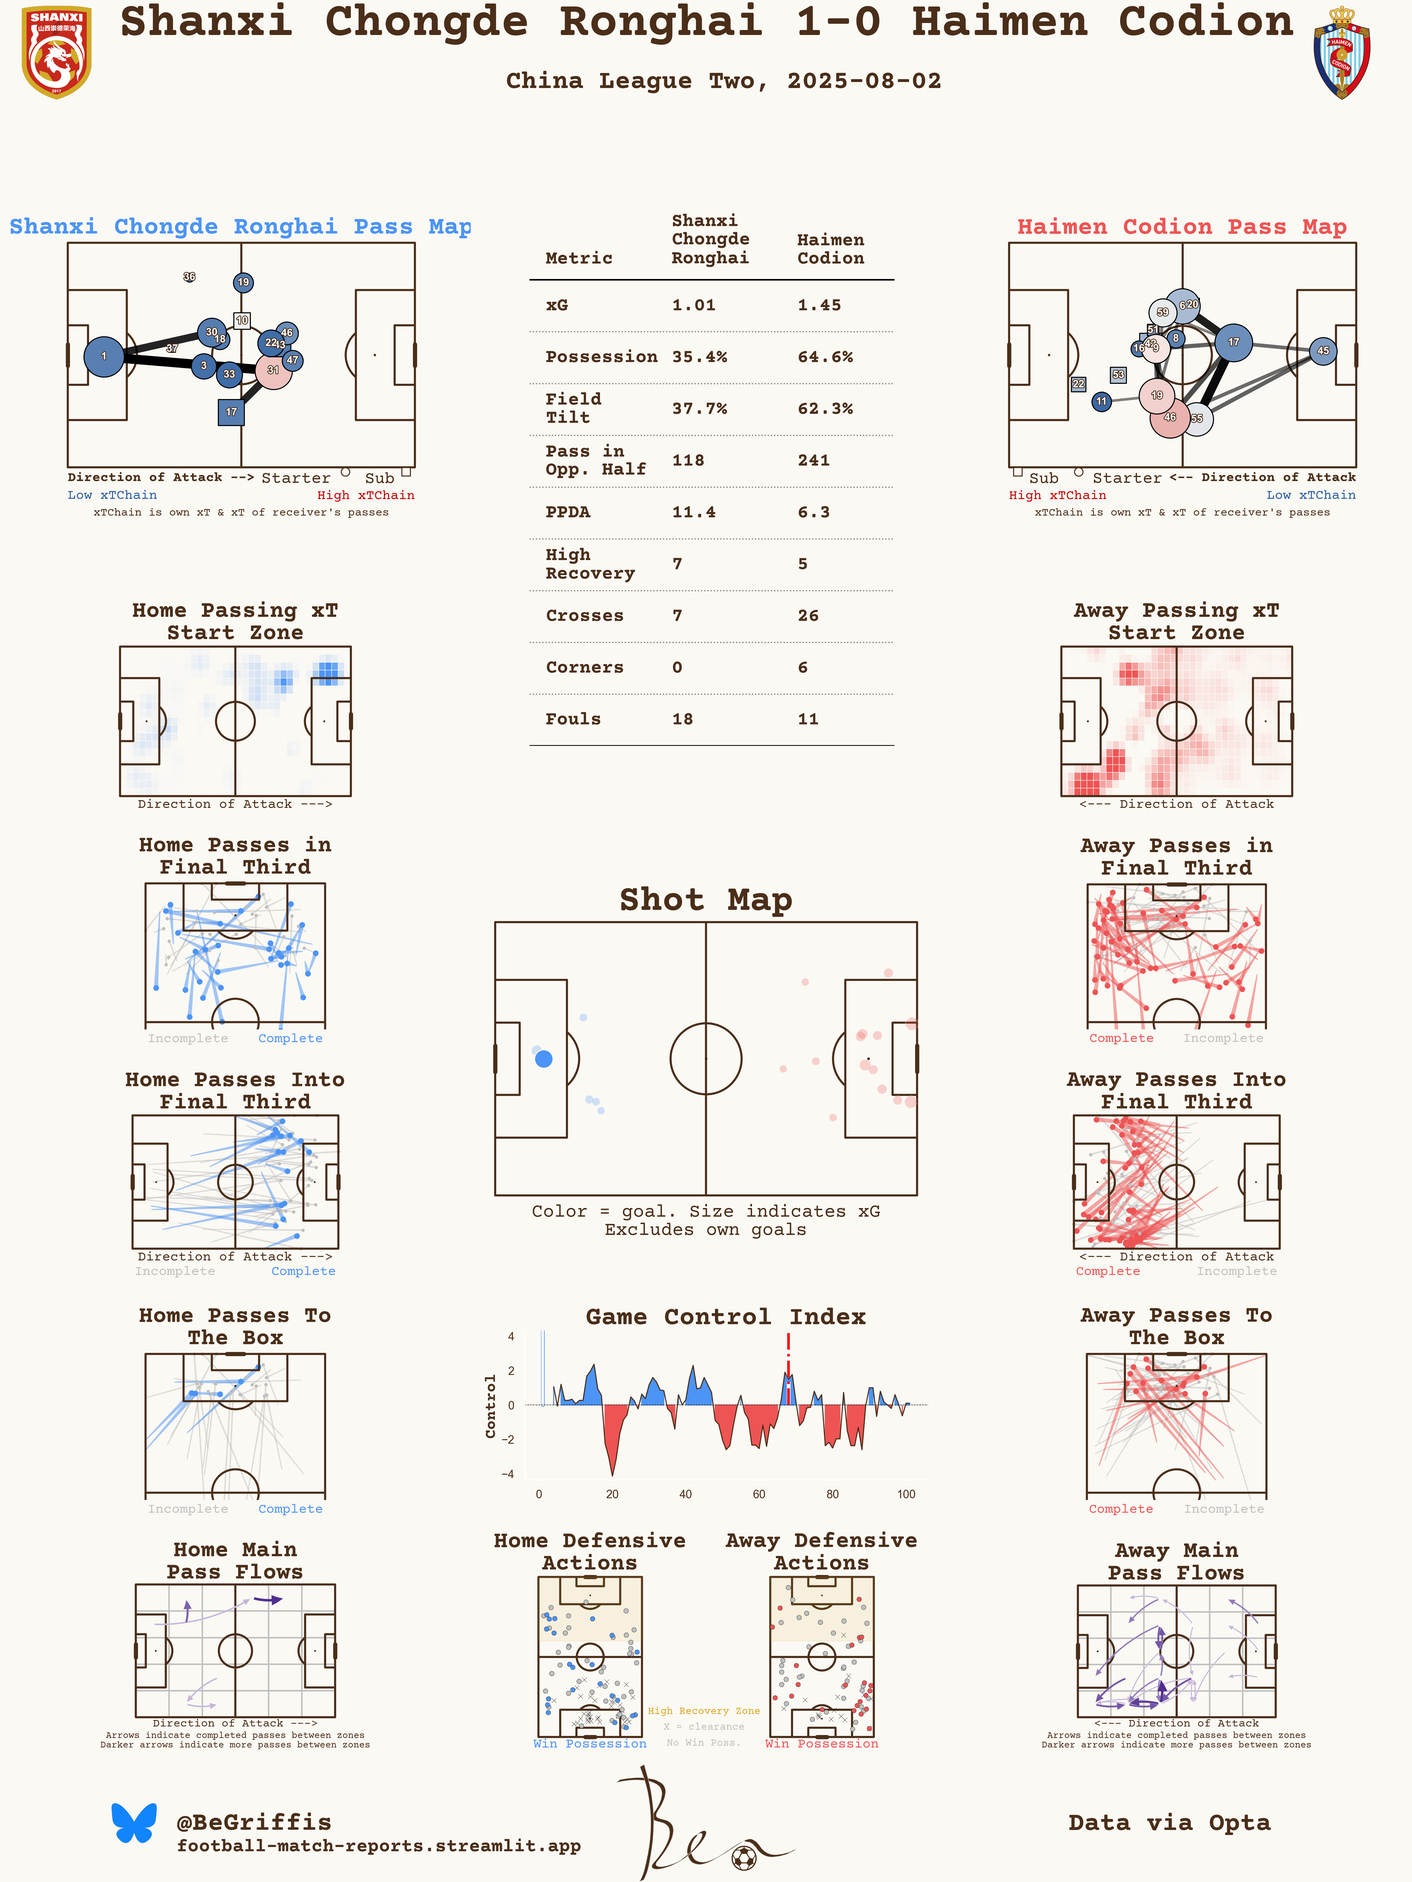 Shanxi Chongde Ronghai 1-0 Haimen Codion
China League Two, 2025-08-02
SHANXI
山西崇德荣海
2017
HAIMEN
CODION
Shanxi Chongde Ronghai Pass Map
36
19
10
30
18
46
37
22
43
1
3
47
33
31
17
Direction of Attack --> Starter Sub
Low xTChain High xTChain
xTChain is own xT & xT of receiver's passes
Metric Shanxi Chongde Ronghai Haimen Codion
xG 1.01 1.45
Possession 35.4% 64.6%
Field Tilt 37.7% 62.3%
Pass in Opp. Half 118 241
PPDA 11.4 6.3
High Recovery 7 5
Crosses 7 26
Corners 0 6
Fouls 18 11
Haimen Codion Pass Map
6
20
59
51
8
17
16
9
45
53
22
11
19
46
55
Sub Starter <-- Direction of Attack
High xTChain Low xTChain
xTChain is own xT & xT of receiver's passes
Home Passing xT
Start Zone
Direction of Attack --->
Away Passing xT
Start Zone
<--- Direction of Attack
Home Passes in
Final Third
Incomplete Complete
Away Passes in
Final Third
Complete Incomplete
Shot Map
Color = goal. Size indicates xG
Excludes own goals
Home Passes Into
Final Third
Direction of Attack --->
Incomplete Complete
Away Passes Into
Final Third
<--- Direction of Attack
Complete Incomplete
Home Passes To
The Box
Incomplete Complete
Game Control Index
Control
4
2
0
−2
−4
0 20 40 60 80 100
Away Passes To
The Box
Complete Incomplete
Home Main
Pass Flows
Direction of Attack --->
Arrows indicate completed passes between zones
Darker arrows indicate more passes between zones
Home Defensive
Actions
Win Possession
Away Defensive
Actions
Win Possession
High Recovery Zone
X = clearance
No Win Poss.
Away Main
Pass Flows
<--- Direction of Attack
Arrows indicate completed passes between zones
Darker arrows indicate more passes between zones
@BeGriffis
football-match-reports.streamlit.app
Ben
Data via Opta